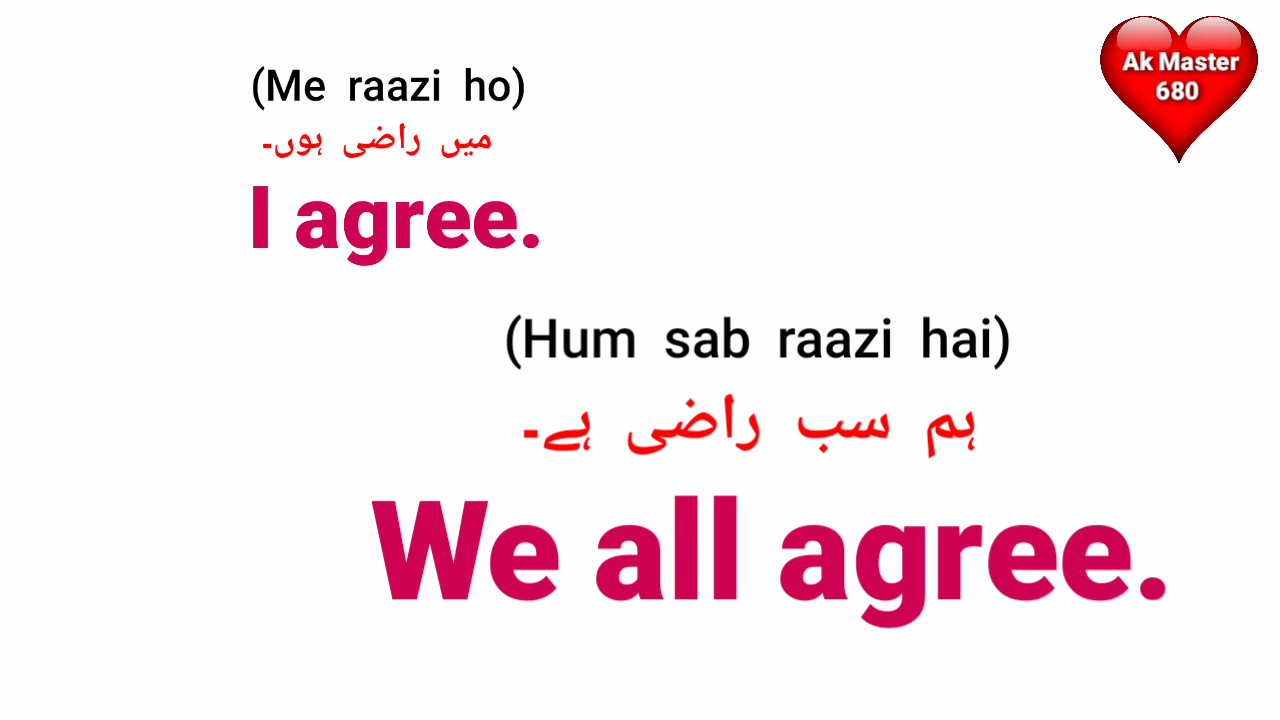 (Me raazi ho)
میں راضی ہوں۔
I agree.
(Hum sab raazi hai)
ہم سب راضی ہے۔
We all agree.
Ak Master
680